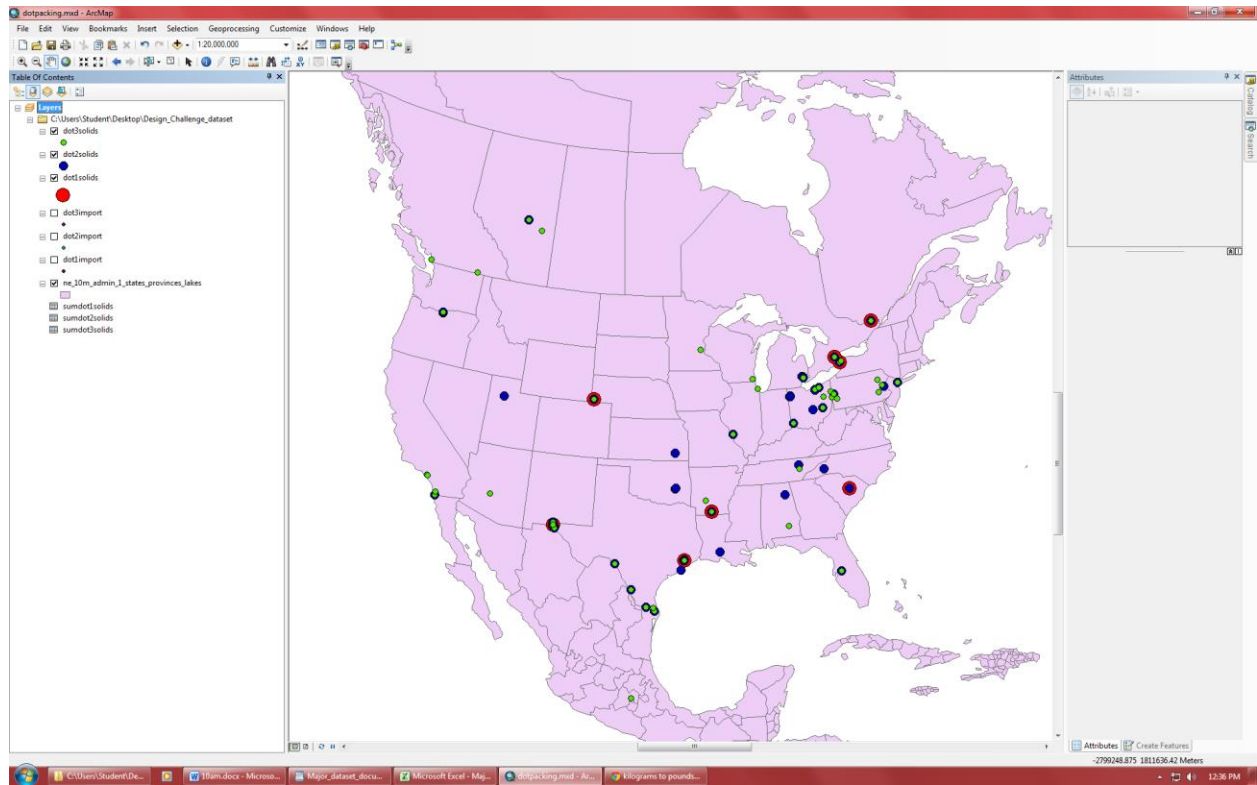 dotpacking.mxd - ArcMap
File Edit View Bookmarks Insert Selection Geoprocessing Customize Windows Help
1:20,000,000
Table Of Contents
Attributes
Layers
C:\Users\Student\Desktop\Design_Challenge_dataset
dot3solids
dot2solids
dot1solids
dot3import
dot2import
dot1import
ne_10m_admin_1_states_provinces_lakes
sumdot1solids
sumdot2solids
sumdot3solids
Catalog
Search
Attributes Create Features
-2799248.875 1811636.42 Meters
C:\Users\Student\De... 10am.docx - Microso... Major_dataset_docu... Microsoft Excel - Maj... dotpacking.mxd - Ar... kilograms to pounds...
12:36 PM